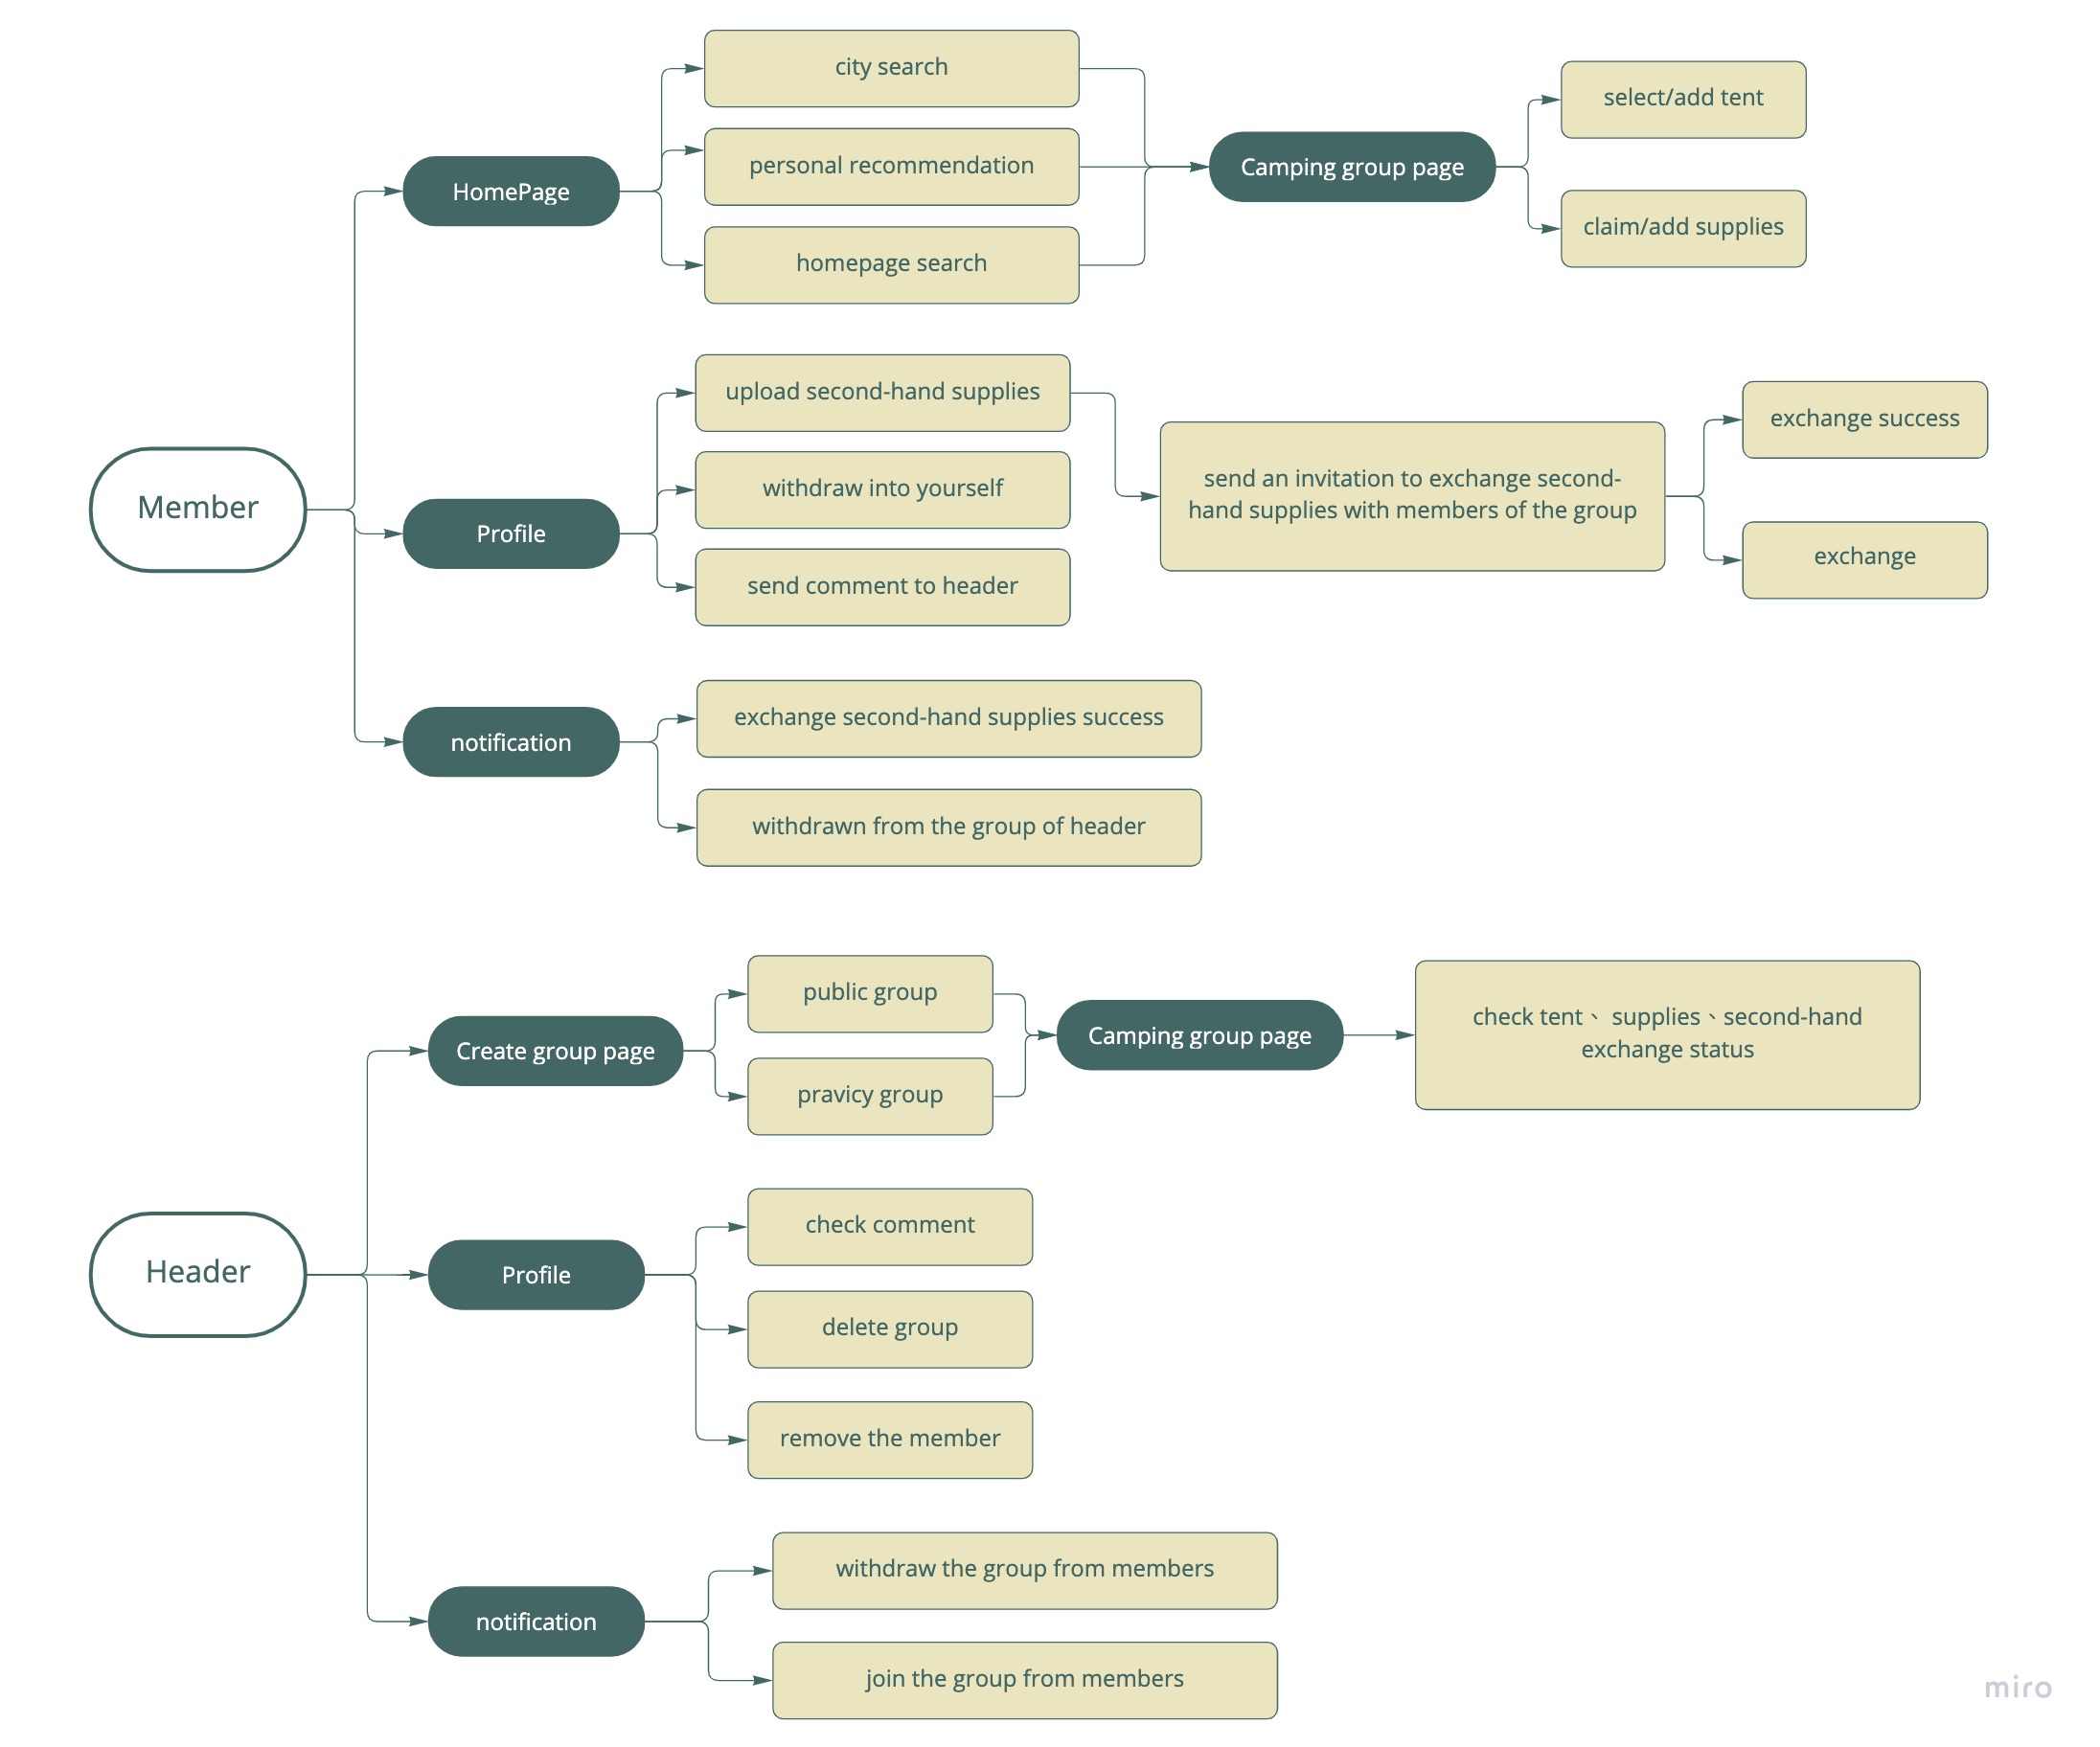 city search
select/add tent
personal recommendation
Camping group page
HomePage
claim/add supplies
homepage search
upload second-hand supplies
exchange success
send an invitation to exchange second-
hand supplies with members of the group
withdraw into yourself
Member
Profile
exchange
send comment to header
exchange second-hand supplies success
notification
withdrawn from the group of header
public group
check tent、 supplies、second-hand
exchange status
Create group page
Camping group page
pravicy group
check comment
Header
Profile
delete group
remove the member
withdraw the group from members
notification
join the group from members
miro